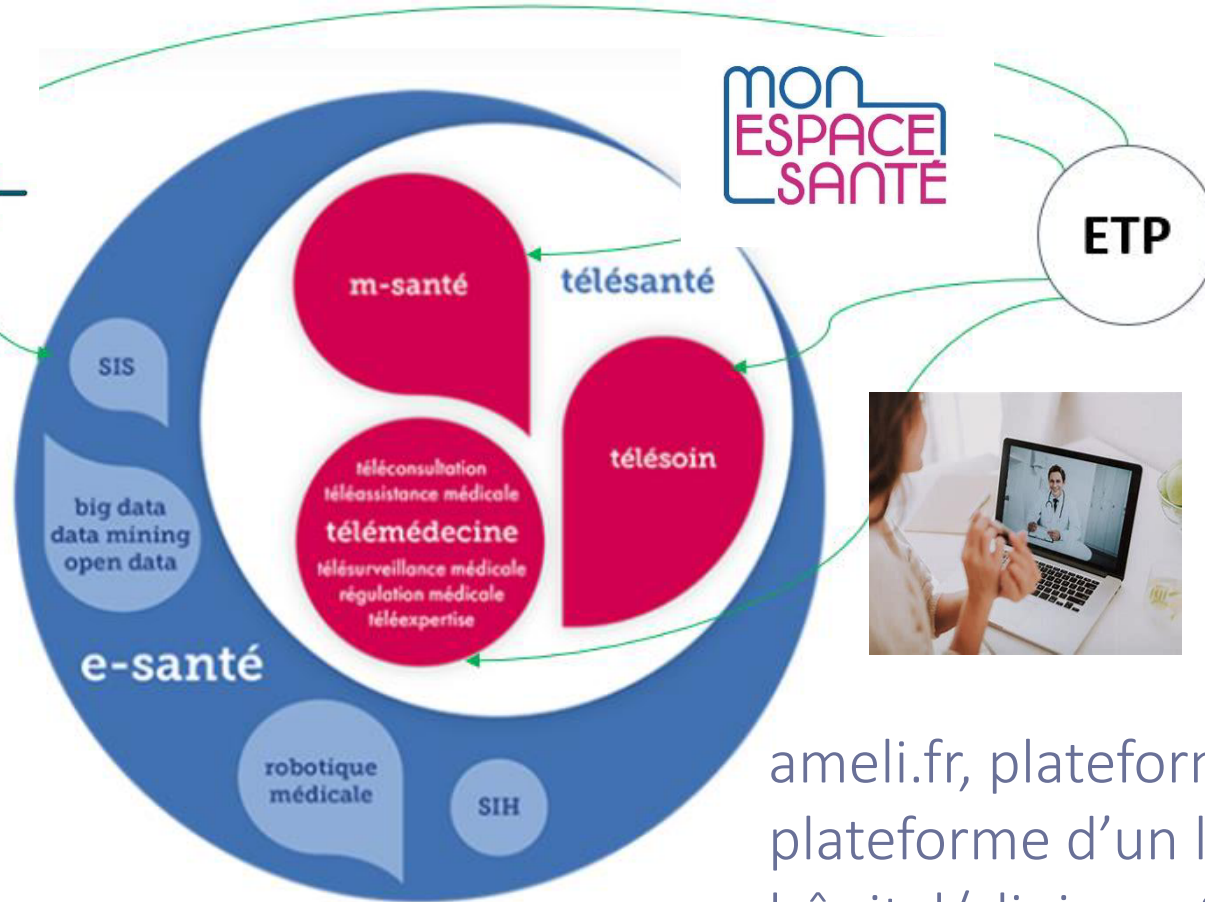 mon
ESPACE
SANTÉ
ETP
m-santé
télésanté
SIS
télésoin
téléconsultation
téléassistance médicale
télémédecine
télésurveillance médicale
régulation médicale
téléexpertise
big data
data mining
open data
e-santé
robotique
médicale
SIH
ameli.fr,
plateforme d’un